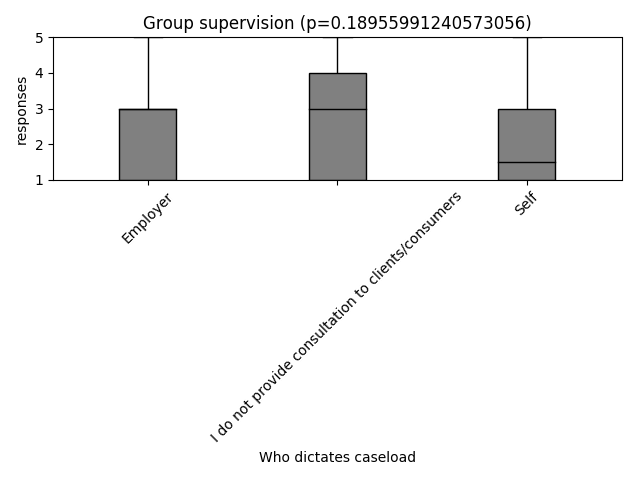 Group supervision (p=0.18955991240573056)
responses
5
4
3
2
1
Employer
I do not provide consultation to clients/consumers
Self
Who dictates caseload